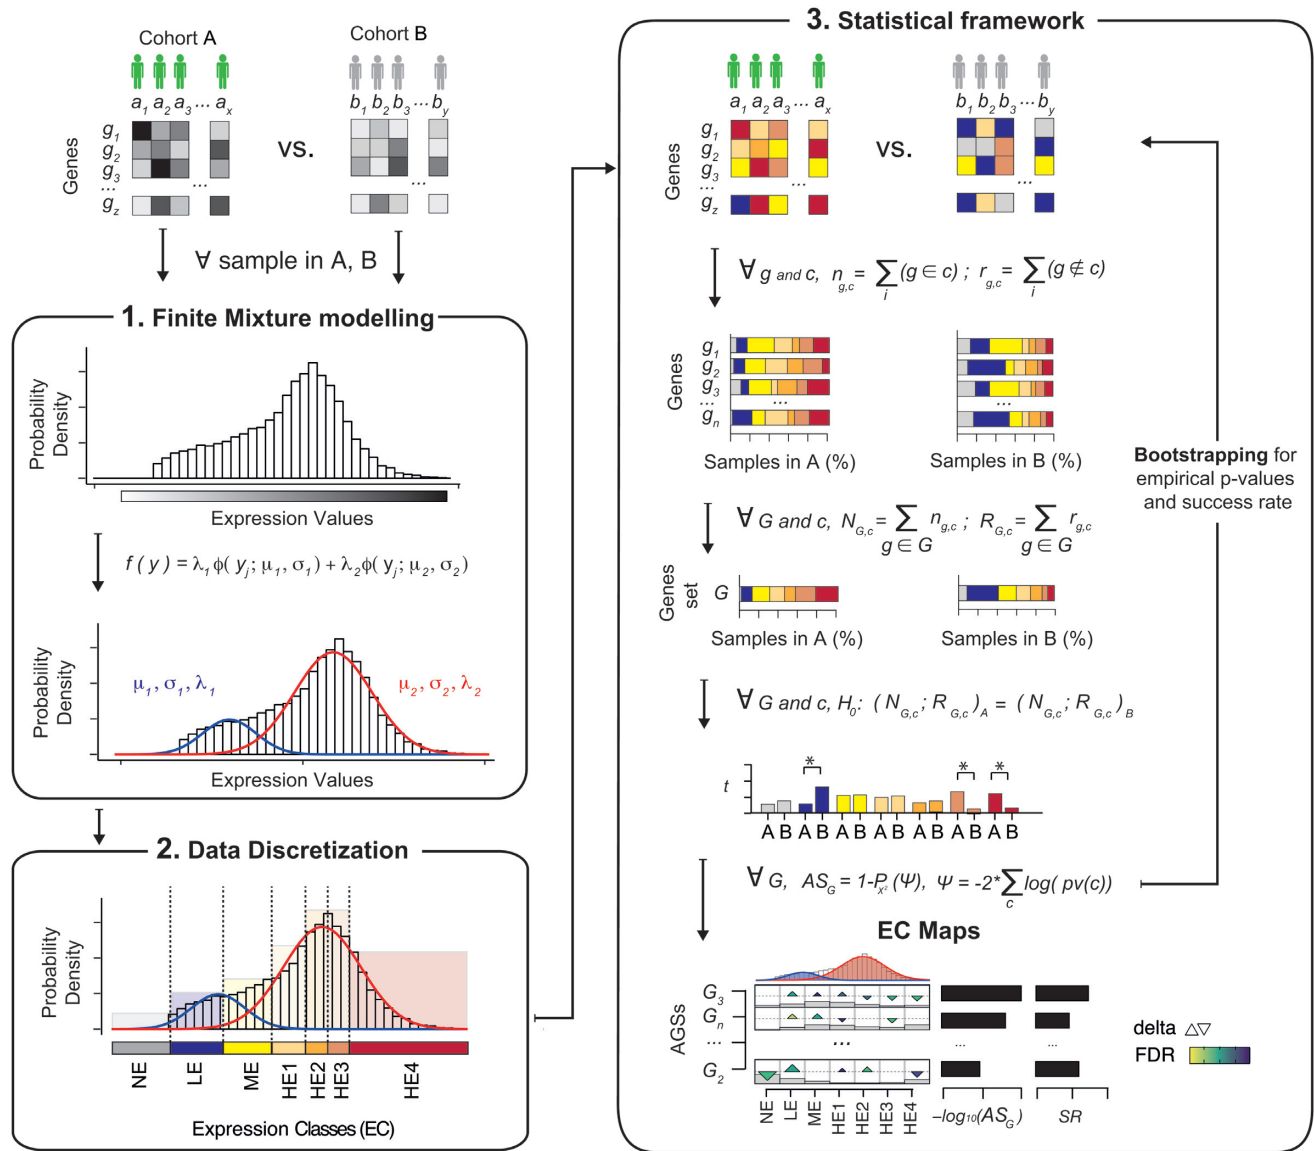 Cohort A
a1 a2 a3 ... ax
Genes
g1
g2
g3
...
gz
...
vs.
Cohort B
b1 b2 b3 ... by
...
∀ sample in A, B
1. Finite Mixture modelling
Probability
Density
Expression Values
f ( y ) = λ1 ϕ( yj; μ1, σ1) + λ2ϕ( yj; μ2, σ2)
Probability
Density
μ1, σ1, λ1
μ2, σ2, λ2
Expression Values
2. Data Discretization
Probability
Density
NE
LE
ME
HE1
HE2
HE3
HE4
Expression Classes (EC)
3. Statistical framework
a1 a2 a3 ... ax
Genes
g1
g2
g3
...
gz
...
vs.
b1 b2 b3 ... by
...
∀ g and c, ng,c = ∑i (g ∈ c) ; rg,c = ∑i (g ∉ c)
Genes
g1
g2
g3
...
gn
...
...
Samples in A (%)
Samples in B (%)
∀ G and c, NG,c = ∑g ∈ G ng,c ; RG,c = ∑g ∈ G rg,c
Genes
set
G
Samples in A (%)
Samples in B (%)
∀ G and c, H0: ( NG,c ; RG,c )A = ( NG,c ; RG,c )B
t
* * *
A B A B A B A B A B A B A B
∀ G, ASG = 1-Pχ² (Ψ), Ψ = -2*∑c log( pv(c))
Bootstrapping for
empirical p-values
and success rate
EC Maps
AGSs
G3
Gn
...
G2
...
...
...
NE
LE
ME
HE1
HE2
HE3
HE4
–log10(ASG)
SR
delta △▽
FDR